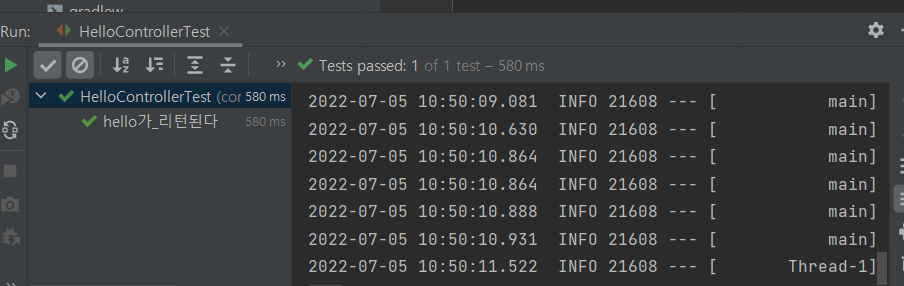 gradlew
Run: HelloControllerTest
Tests passed: 1 of 1 test – 580 ms
HelloControllerTest (cor 580 ms
hello가_리턴된다 580 ms
2022-07-05 10:50:09.081 INFO 21608 --- [ main]
2022-07-05 10:50:10.630 INFO 21608 --- [ main]
2022-07-05 10:50:10.864 INFO 21608 --- [ main]
2022-07-05 10:50:10.864 INFO 21608 --- [ main]
2022-07-05 10:50:10.888 INFO 21608 --- [ main]
2022-07-05 10:50:10.931 INFO 21608 --- [ main]
2022-07-05 10:50:11.522 INFO 21608 --- [ Thread-1]